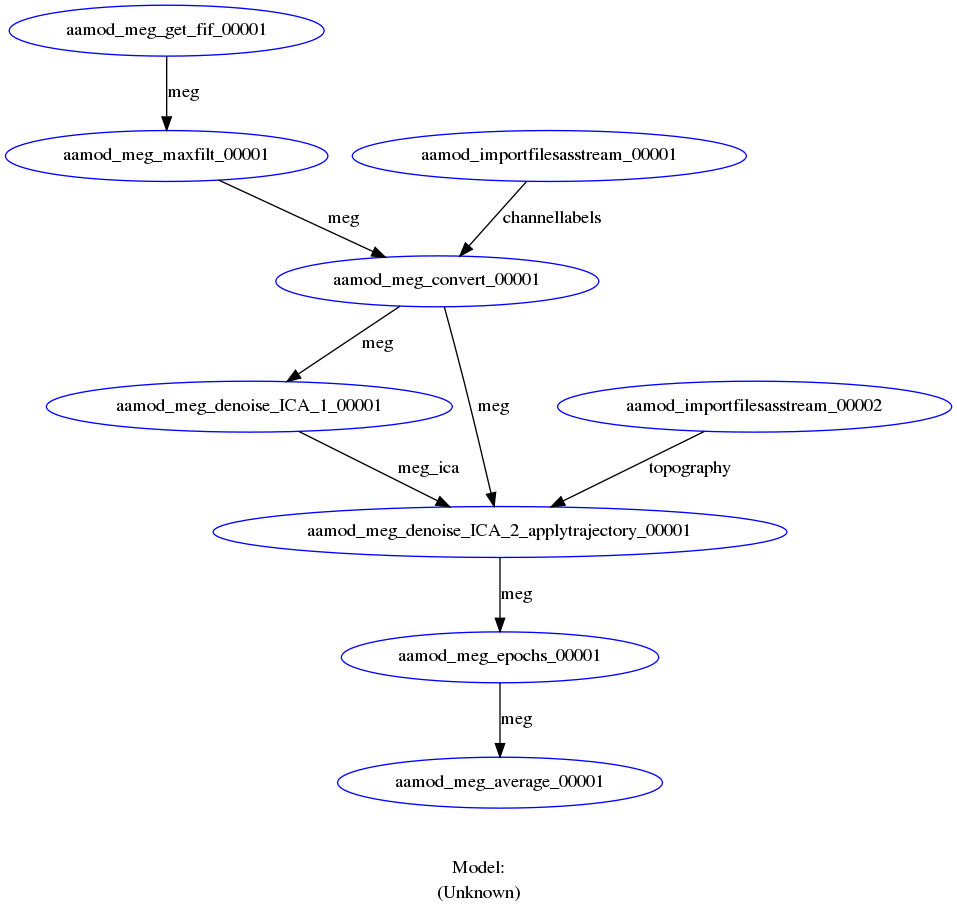 aamod_meg_get_fif_00001
meg
aamod_meg_maxfilt_00001
aamod_importfilesasstream_00001
meg
channellabels
aamod_meg_convert_00001
meg
aamod_meg_denoise_ICA_1_00001
meg
aamod_importfilesasstream_00002
meg_ica
topography
aamod_meg_denoise_ICA_2_applytrajectory_00001
meg
aamod_meg_epochs_00001
meg
aamod_meg_average_00001
Model:
(Unknown)